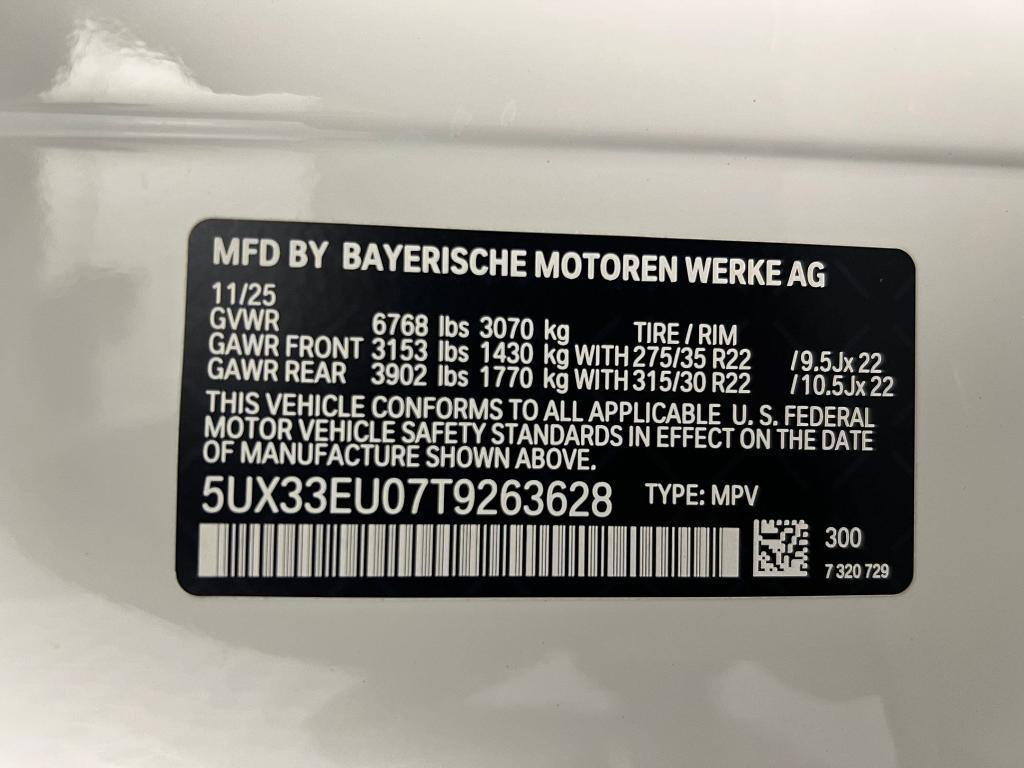 MFD BY BAYERISCHE MOTOREN WERKE AG
11/25
GVWR 6768 lbs 3070 kg TIRE / RIM
GAWR FRONT 3153 lbs 1430 kg WITH 275/35 R22 /9.5Jx 22
GAWR REAR 3902 lbs 1770 kg WITH 315/30 R22 /10.5Jx 22
THIS VEHICLE CONFORMS TO ALL APPLICABLE U. S. FEDERAL
MOTOR VEHICLE SAFETY STANDARDS IN EFFECT ON THE DATE
OF MANUFACTURE SHOWN ABOVE.
5UX33EU07T9263628 TYPE: MPV
300
7 320 729